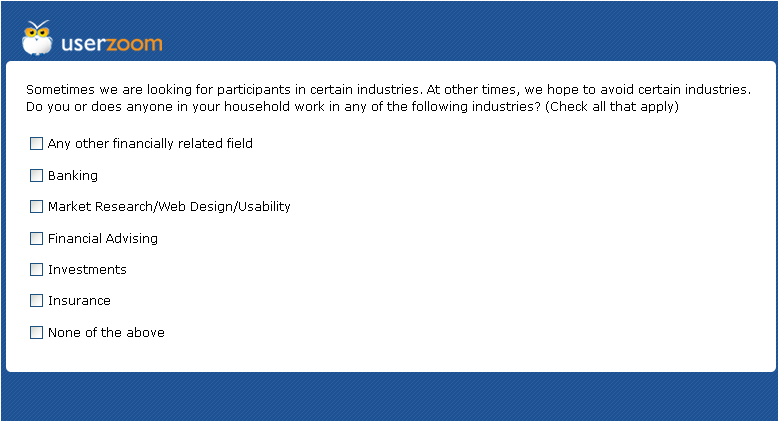 userzoom
Sometimes we are looking for participants in certain industries. At other times, we hope to avoid certain industries.
Do you or does anyone in your household work in any of the following industries? (Check all that apply)
Any other financially related field
Banking
Market Research/Web Design/Usability
Financial Advising
Investments
Insurance
None of the above